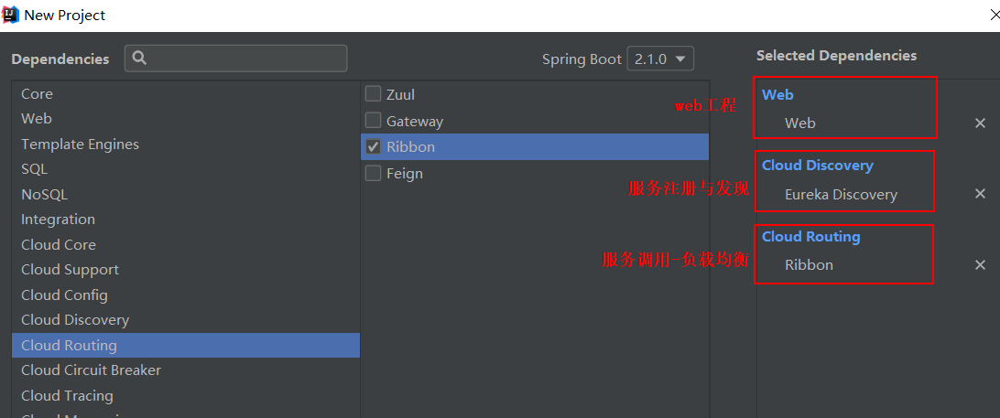 New Project
Dependencies
Spring Boot 2.1.0
Selected Dependencies
Core
Web
Template Engines
SQL
NoSQL
Integration
Cloud Core
Cloud Support
Cloud Config
Cloud Discovery
Cloud Routing
Cloud Circuit Breaker
Cloud Tracing
Zuul
Gateway
Ribbon
Feign
web工程
Web
Web
服务注册与发现
Cloud Discovery
Eureka Discovery
服务调用-负载均衡
Cloud Routing
Ribbon